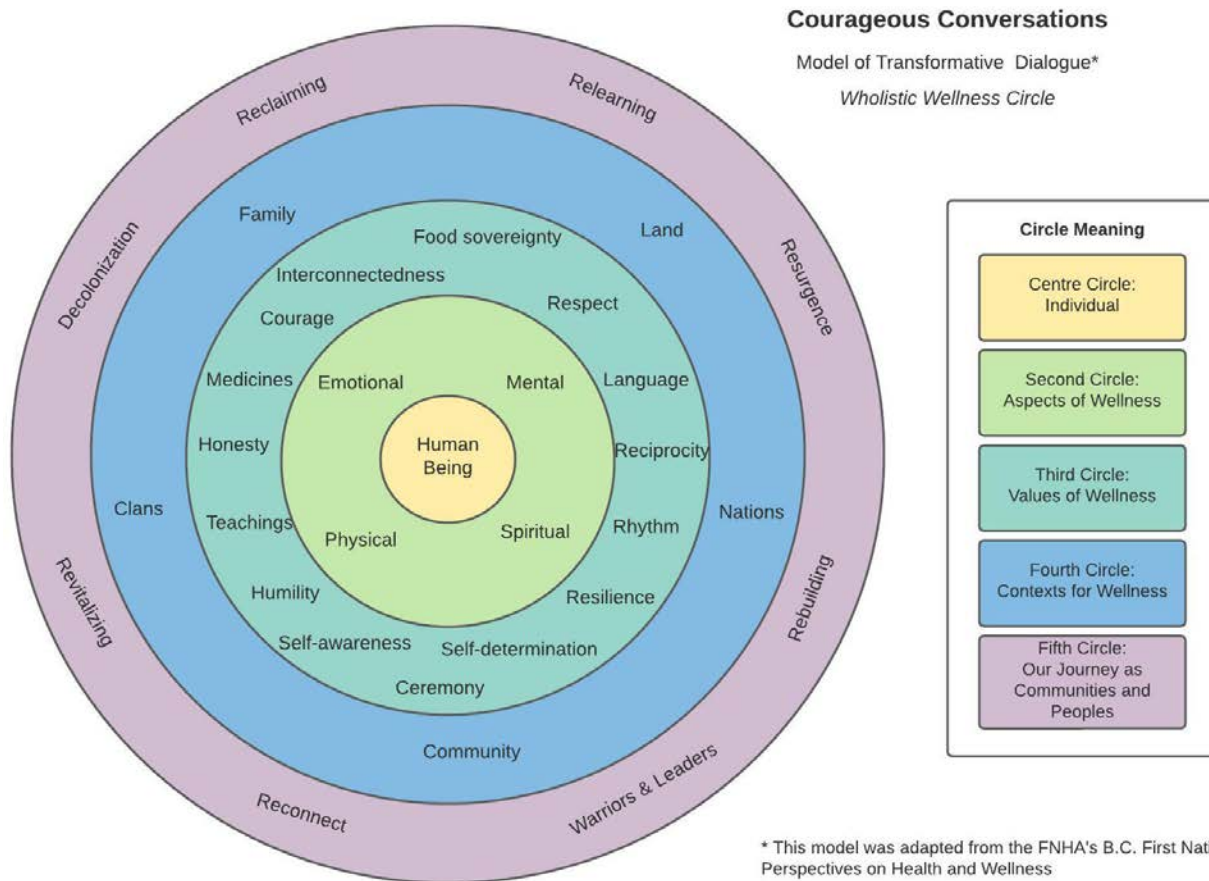 Courageous Conversations
Model of Transformative Dialogue*
Wholistic Wellness Circle
Reclaiming
Relearning
Decolonization
Resurgence
Revitalizing
Rebuilding
Reconnect
Warriors & Leaders
Family
Land
Clans
Nations
Community
Food sovereignty
Interconnectedness
Respect
Courage
Medicines
Language
Honesty
Reciprocity
Teachings
Rhythm
Humility
Resilience
Self-awareness
Self-determination
Ceremony
Emotional
Mental
Physical
Spiritual
Human
Being
Circle Meaning
Centre Circle:
Individual
Second Circle:
Aspects of Wellness
Third Circle:
Values of Wellness
Fourth Circle:
Contexts for Wellness
Fifth Circle:
Our Journey as
Communities and
Peoples
* This model was adapted from the FNHA's B.C. First Nati
Perspectives on Health and Wellness